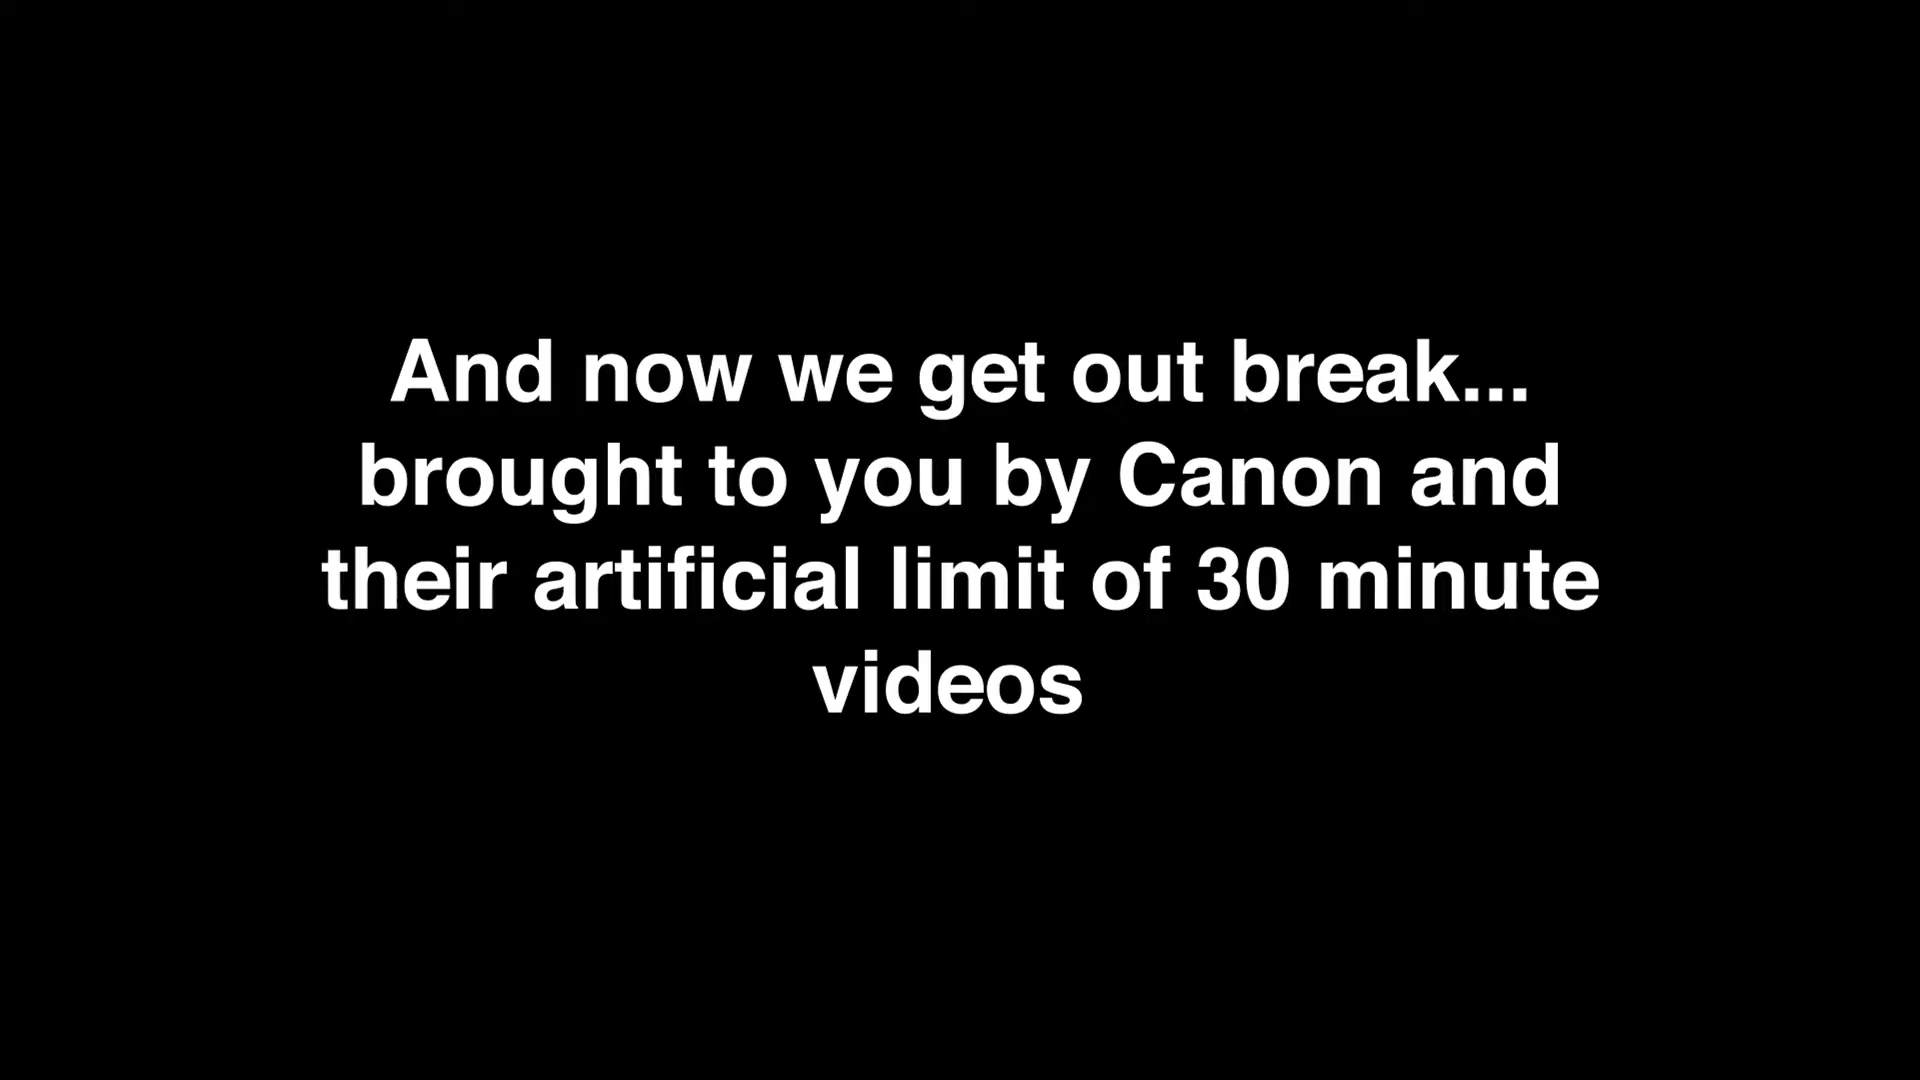 And now we get out break...
brought to you by Canon and
their artificial limit of 30 minute
videos